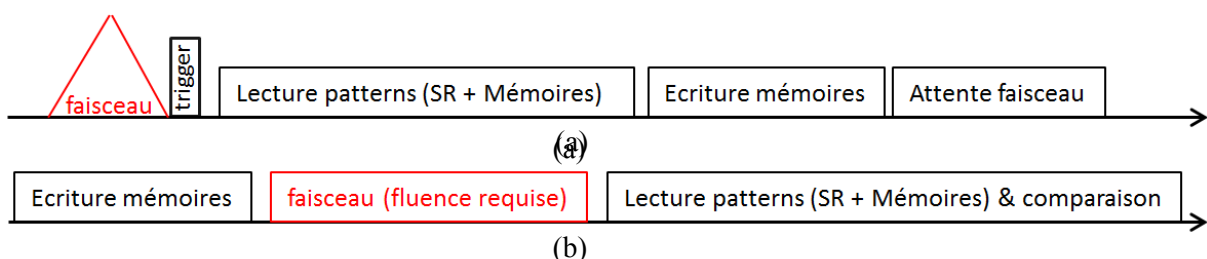 faisceau trigger Lecture patterns (SR + Mémoires) Ecriture mémoires Attente faisceau
(a)
Ecriture mémoires faisceau (fluence requise) Lecture patterns (SR + Mémoires) & comparaison
(b)